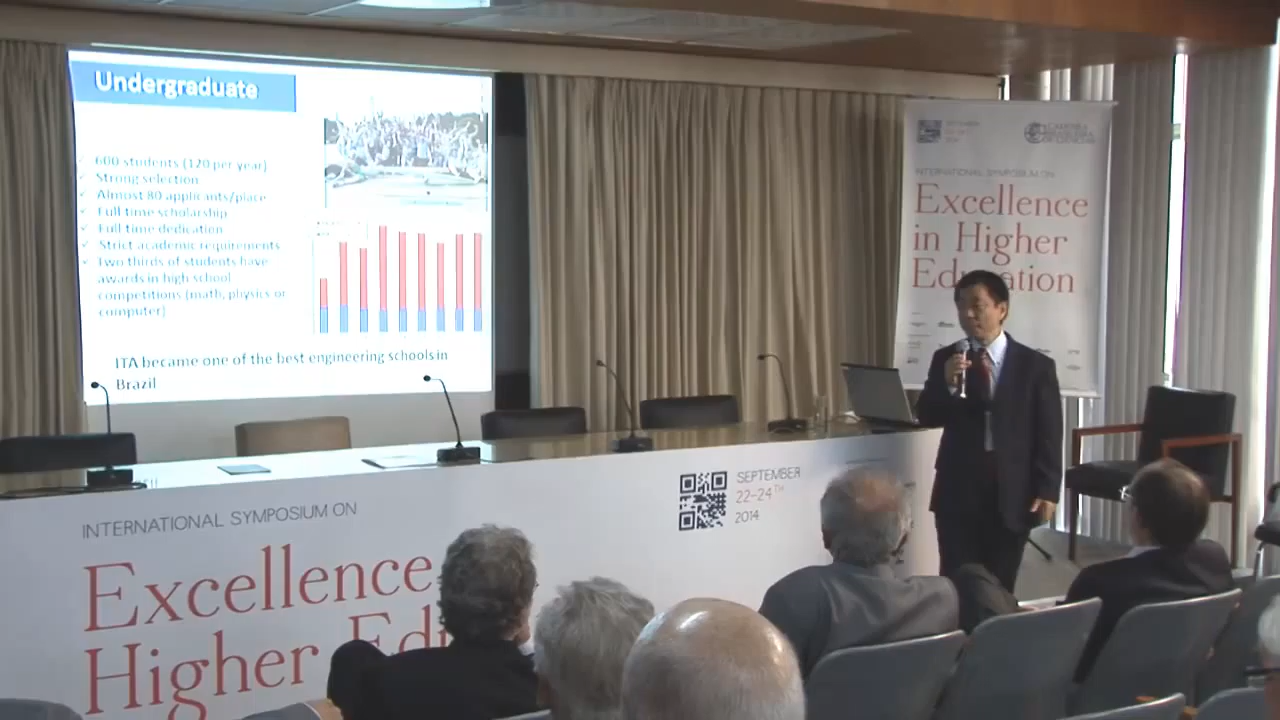 Undergraduate
600 students (120 per year)
Strong selection
Almost 80 applicants/place
Full time scholarship
Full time dedication
Strict academic requirements
Two thirds of students have
awards in high school
competitions (math, physics or
computer)
ITA became one of the best engineering schools in
Brazil
INTERNATIONAL SYMPOSIUM ON
Excellence
in Higher
Education
INTERNATIONAL SYMPOSIUM ON
Excellence
Higher Edu
SEPTEMBER
22-24TH
2014